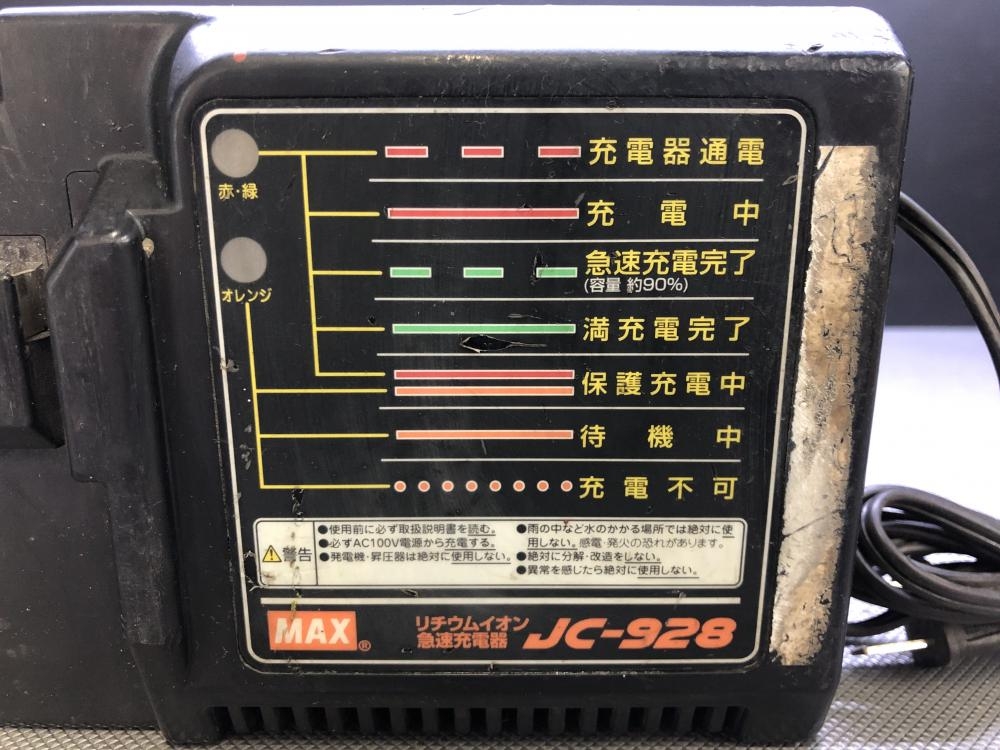 赤・緑
オレンジ
充電器通電
充電中
急速充電完了
(容量 約90%)
満充電完了
保護充電中
待機中
充電不可
⚠警告
●使用前に必ず取扱説明書を読む。
●必ずAC100V電源から充電する。
●発電機・昇圧器は絶対に使用しない。
●雨の中など水のかかる場所では絶対に使
用しない。感電・発火の恐れがあります。
●絶対に分解・改造をしない。
●異常を感じたら絶対に使用しない。
MAX®
リチウムイオン
急速充電器
JC-928